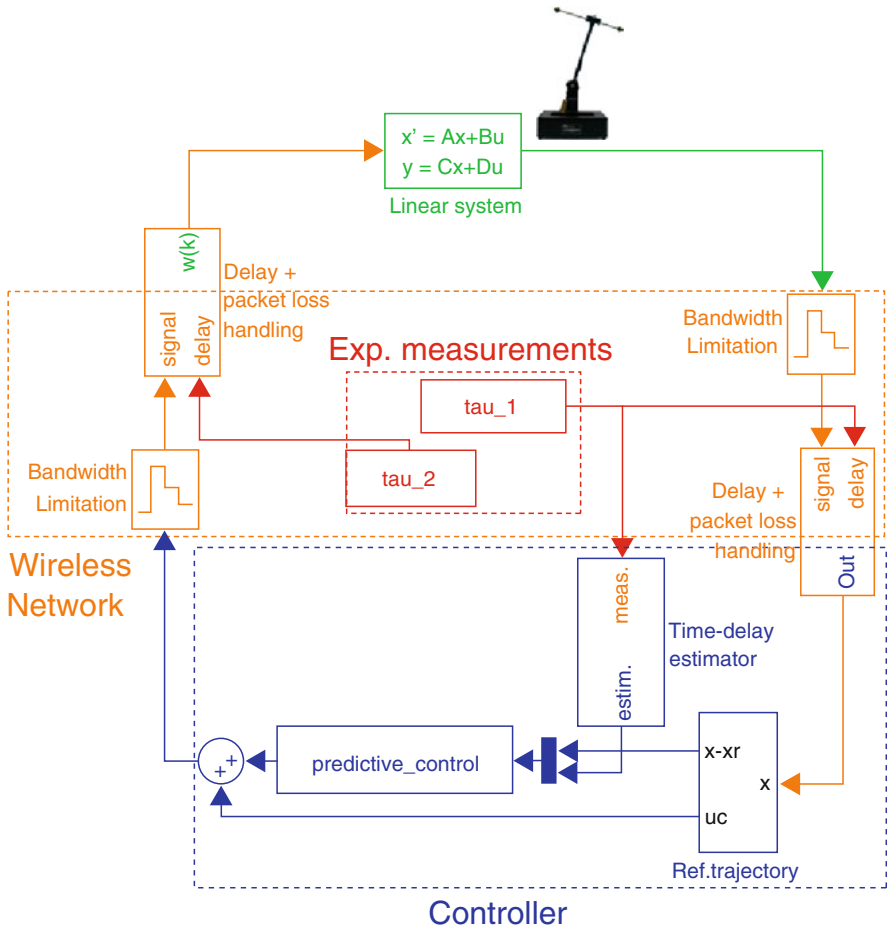 x' = Ax+Bu
y = Cx+Du
Linear system
w(k)
signal
delay
Delay +
packet loss
handling
Bandwidth
Limitation
Exp. measurements
tau_1
tau_2
Bandwidth
Limitation
signal
delay
Out
Delay +
packet loss
handling
Wireless
Network
meas.
estim.
Time-delay
estimator
predictive_control
+
+
x-xr
x
uc
Ref.trajectory
Controller